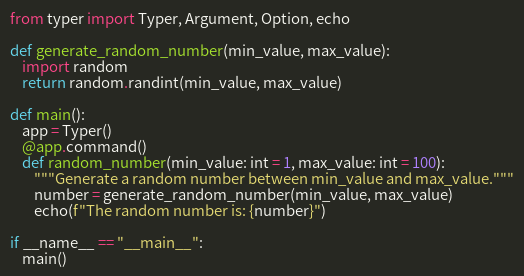 from typer import Typer, Argument, Option, echo

def generate_random_number(min_value, max_value):
    import random
    return random.randint(min_value, max_value)

def main():
    app = Typer()
    @app.command()
    def random_number(min_value: int = 1, max_value: int = 100):
        """Generate a random number between min_value and max_value."""
        number = generate_random_number(min_value, max_value)
        echo(f"The random number is: {number}")

if __name__ == "__main__":
    main()